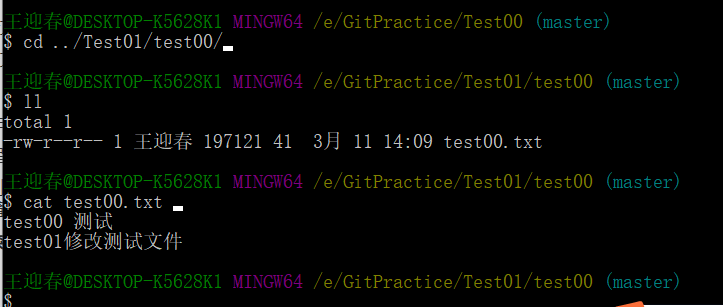 王迎春@DESKTOP-K5628K1 MINGW64 /e/GitPractice/Test00 (master)
$ cd ../Test01/test00/
王迎春@DESKTOP-K5628K1 MINGW64 /e/GitPractice/Test01/test00 (master)
$ ll
total 1
-rw-r--r-- 1 王迎春 197121 41  3月 11 14:09 test00.txt
王迎春@DESKTOP-K5628K1 MINGW64 /e/GitPractice/Test01/test00 (master)
$ cat test00.txt
test00 测试
test01修改测试文件
王迎春@DESKTOP-K5628K1 MINGW64 /e/GitPractice/Test01/test00 (master)
$